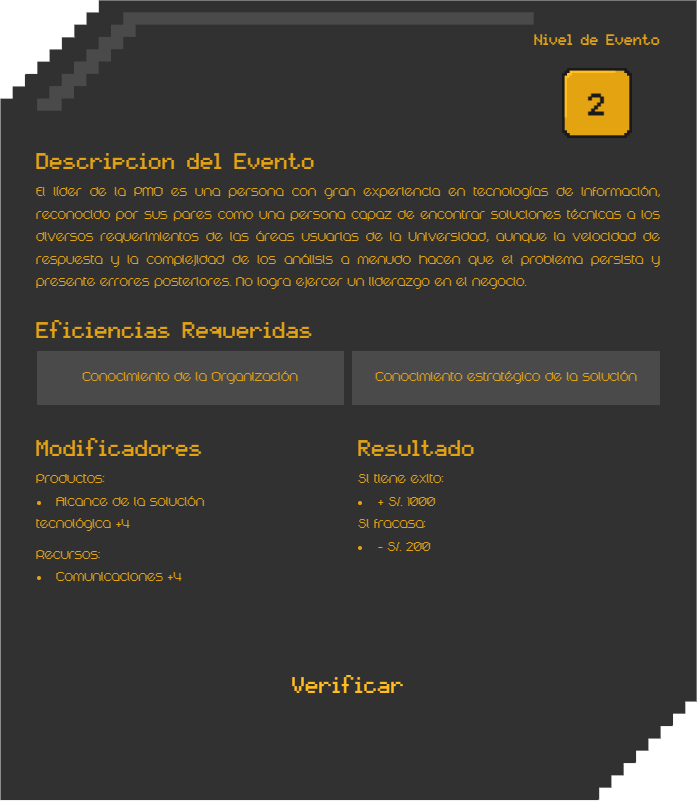 Nivel de Evento
2
Descripcion del Evento
El líder de la PMO es una persona con gran experiencia en tecnologías de información,
reconocido por sus pares como una persona capaz de encontrar soluciones técnicas a los
diversos requerimientos de las áreas usuarias de la Universidad, aunque la velocidad de
respuesta y la complejidad de los análisis a menudo hacen que el problema persista y
presente errores posteriores. No logra ejercer un liderazgo en el negocio.
Eficiencias Requeridas
Conocimiento de la Organización
Conocimiento estratégico de la solución
Modificadores
Productos:
• Alcance de la solución
tecnológica +4
Recursos:
• Comunicaciones +4
Resultado
Si tiene exito:
• + S/. 1000
Si fracasa:
• - S/. 200
Verificar